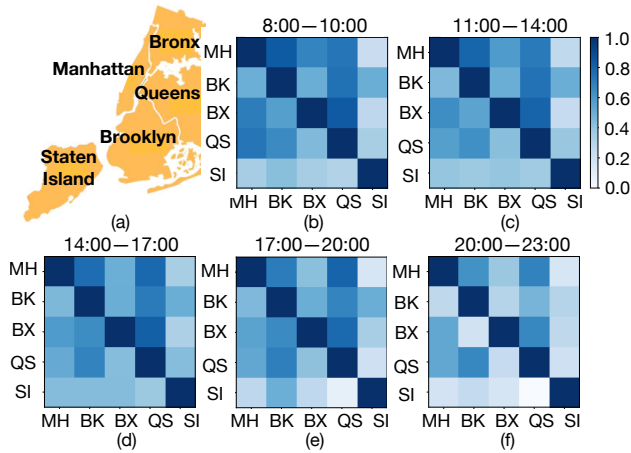 Bronx
Manhattan
Queens
Brooklyn
Staten
Island
(a)
8:00—10:00
MH
BK
BX
QS
SI
MH BK BX QS SI
(b)
11:00—14:00
MH
BK
BX
QS
SI
MH BK BX QS SI
(c)
1.0
0.8
0.6
0.4
0.2
0.0
14:00—17:00
MH
BK
BX
QS
SI
MH BK BX QS SI
(d)
17:00—20:00
MH
BK
BX
QS
SI
MH BK BX QS SI
(e)
20:00—23:00
MH
BK
BX
QS
SI
MH BK BX QS SI
(f)